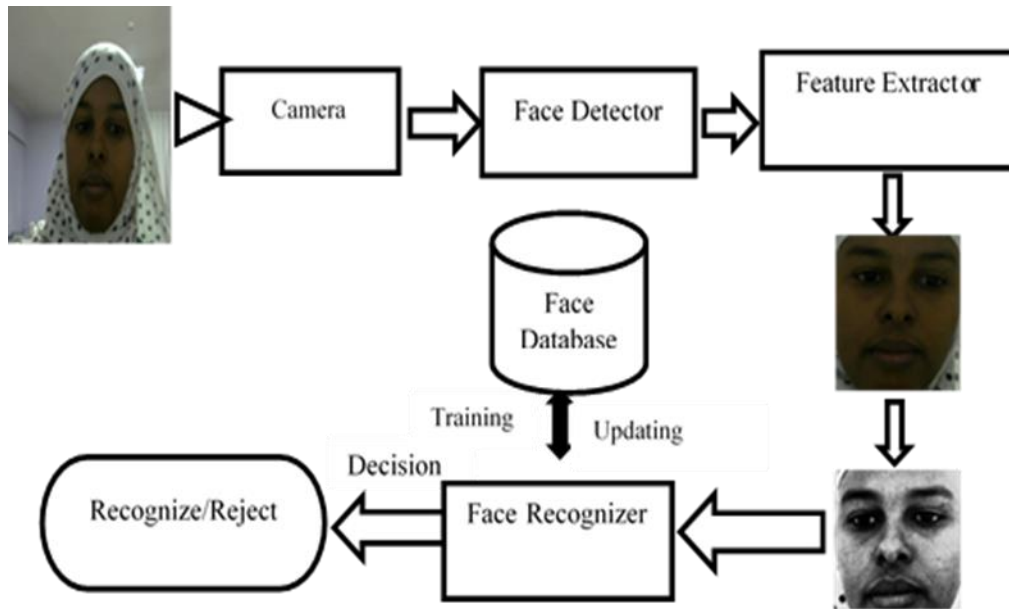 Camera
Face Detector
Feature Extractor
Face
Database
Training
Updating
Decision
Recognize/Reject
Face Recognizer